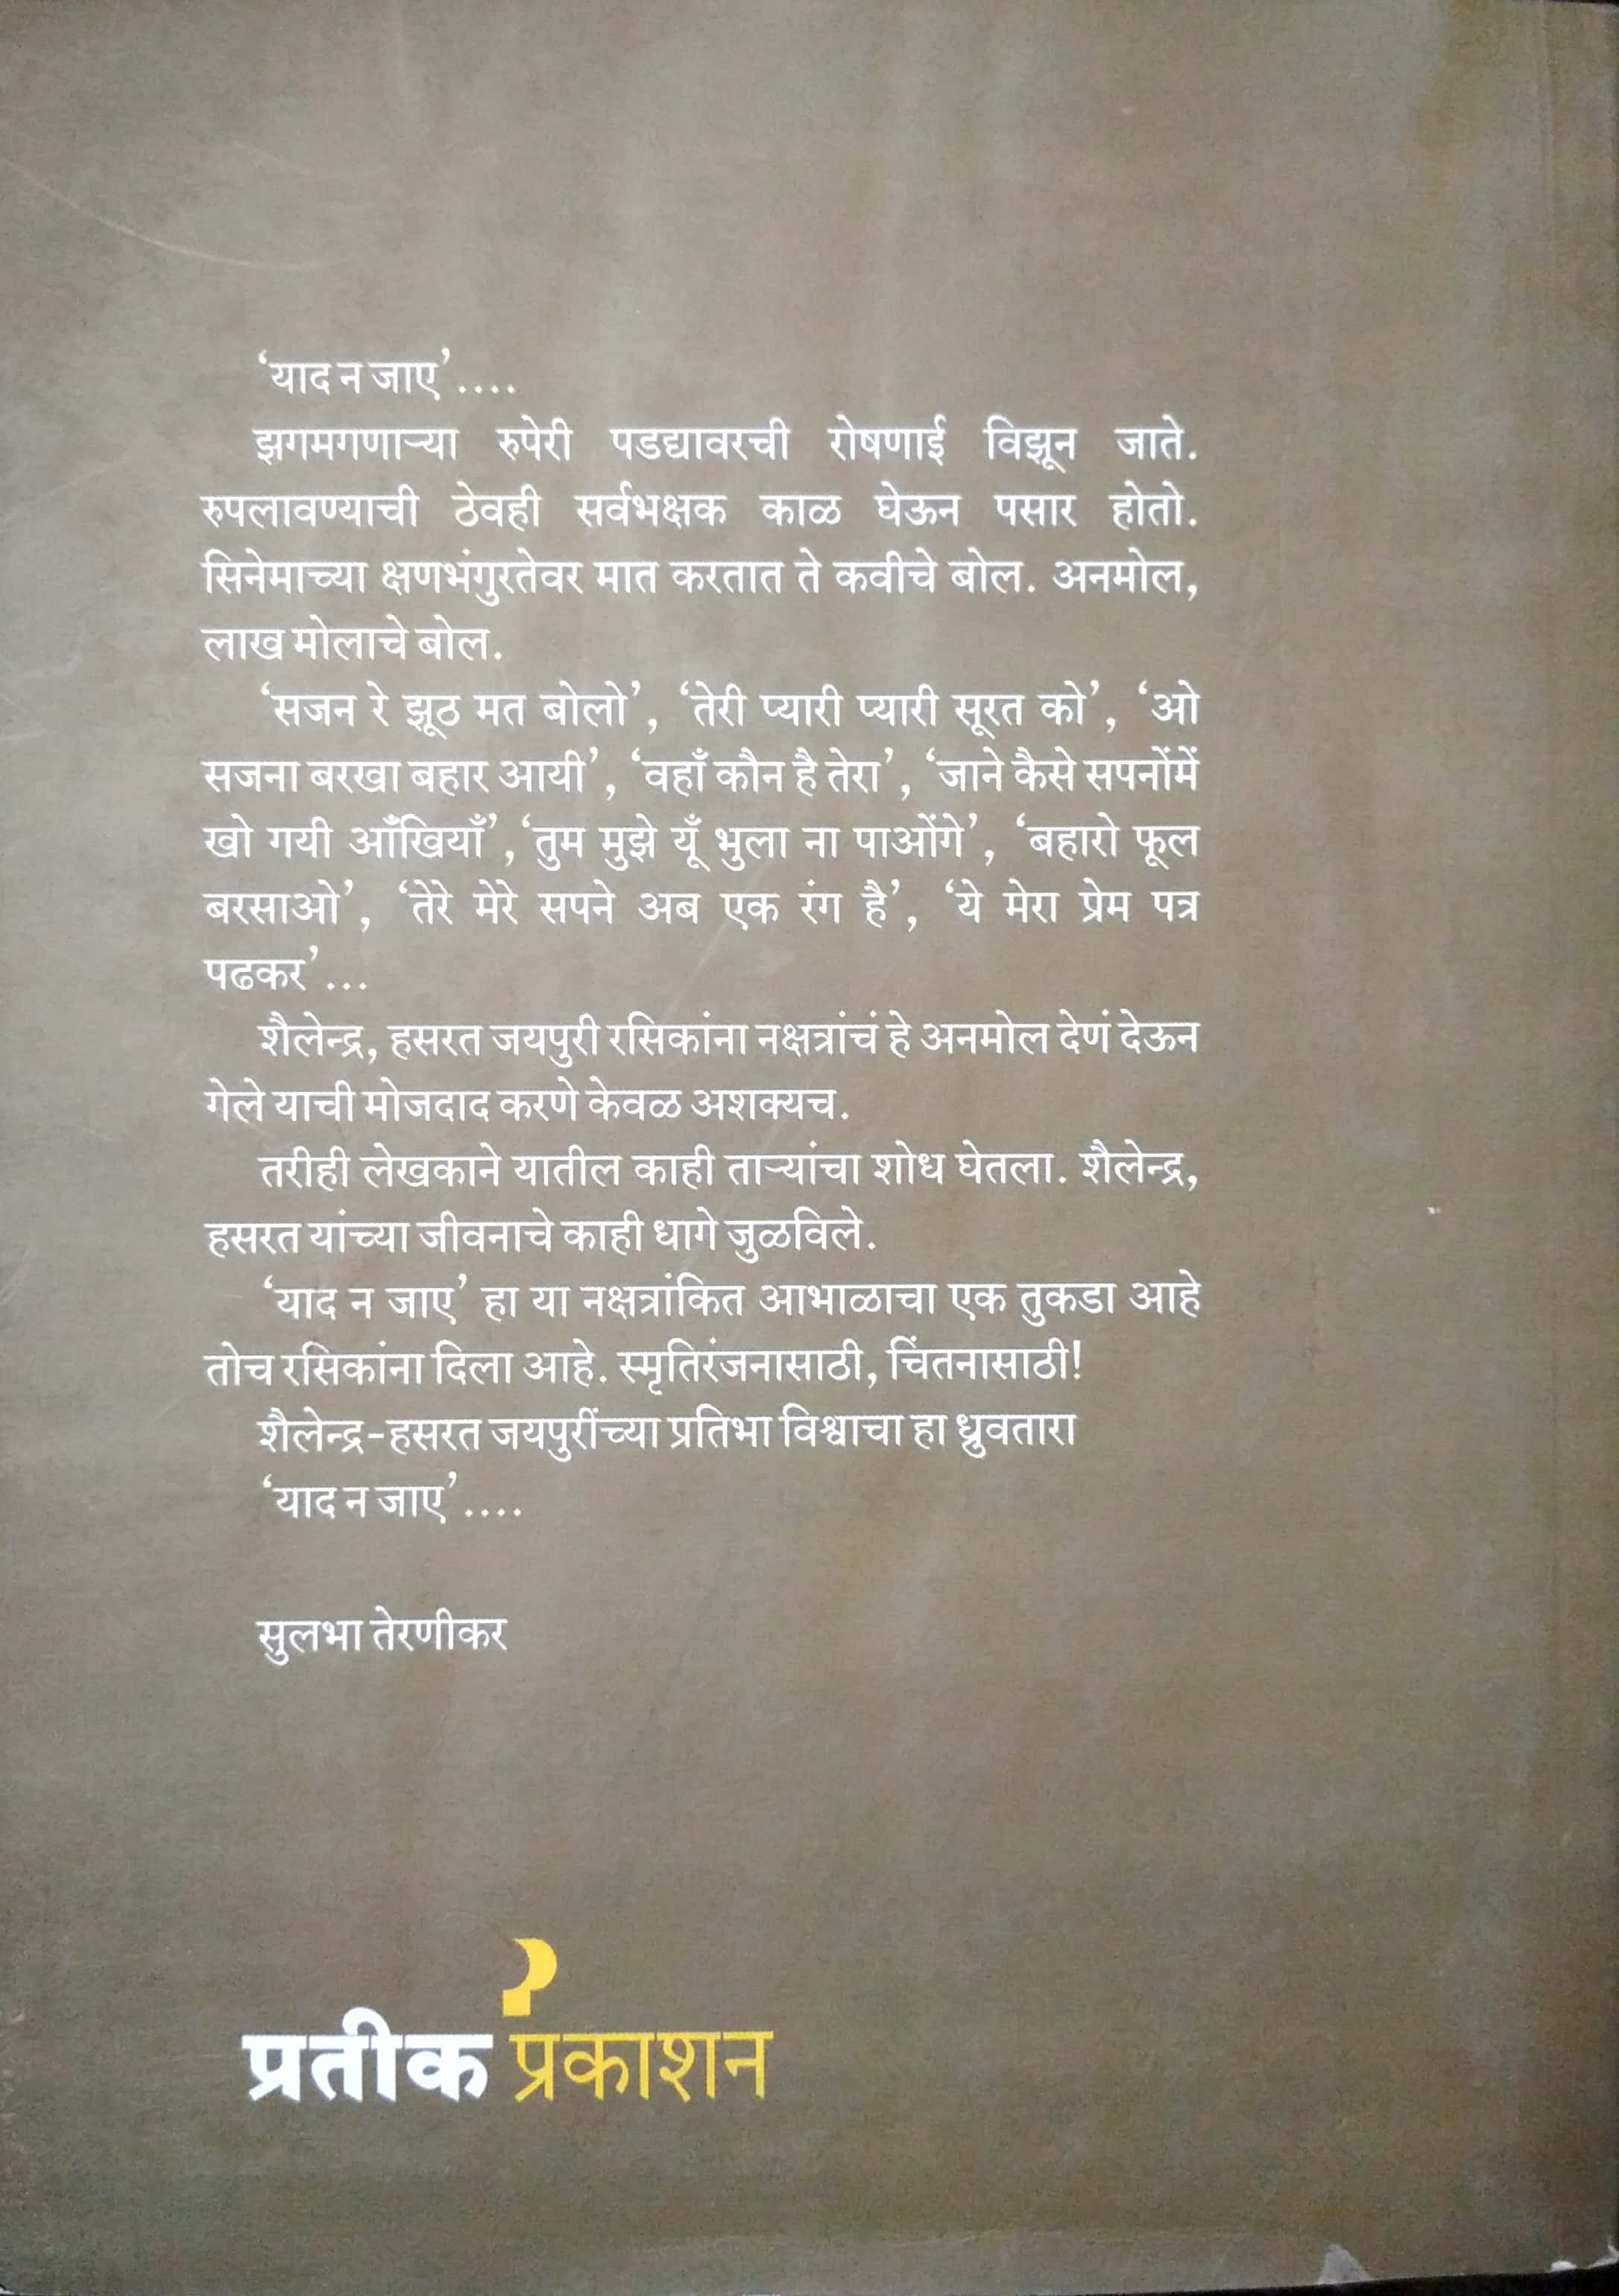 ‘याद न जाए’....
झगमगणाऱ्या रुपेरी पडद्यावरची रोषणाई विझून जाते.
रुपलावण्याची ठेवही सर्वभक्षक काळ घेऊन पसार होतो.
सिनेमाच्या क्षणभंगुरतेवर मात करतात ते कवीचे बोल. अनमोल,
लाख मोलाचे बोल.
‘सजन रे झूठ मत बोलो’, ‘तेरी प्यारी प्यारी सूरत को’, ‘ओ
सजना बरखा बहार आयी’, ‘वहाँ कौन है तेरा’, ‘जाने कैसे सपनोंमें
खो गयी आँखियाँ’, ‘तुम मुझे यूँ भुला ना पाओंगे’, ‘बहारो फूल
बरसाओ’, ‘तेरे मेरे सपने अब एक रंग है’, ‘ये मेरा प्रेम पत्र
पढकर’...
शैलेन्द्र, हसरत जयपुरी रसिकांना नक्षत्रांचं हे अनमोल देणं देऊन
गेले याची मोजदाद करणे केवळ अशक्यच.
तरीही लेखकाने यातील काही ताऱ्यांचा शोध घेतला. शैलेन्द्र,
हसरत यांच्या जीवनाचे काही धागे जुळविले.
‘याद न जाए’ हा या नक्षत्रांकित आभाळाचा एक तुकडा आहे
तोच रसिकांना दिला आहे. स्मृतिरंजनासाठी, चिंतनासाठी!
शैलेन्द्र-हसरत जयपुरींच्या प्रतिभा विश्वाचा हा ध्रुवतारा
‘याद न जाए’....
सुलभा तेरणीकर
प्रतीक प्रकाशन